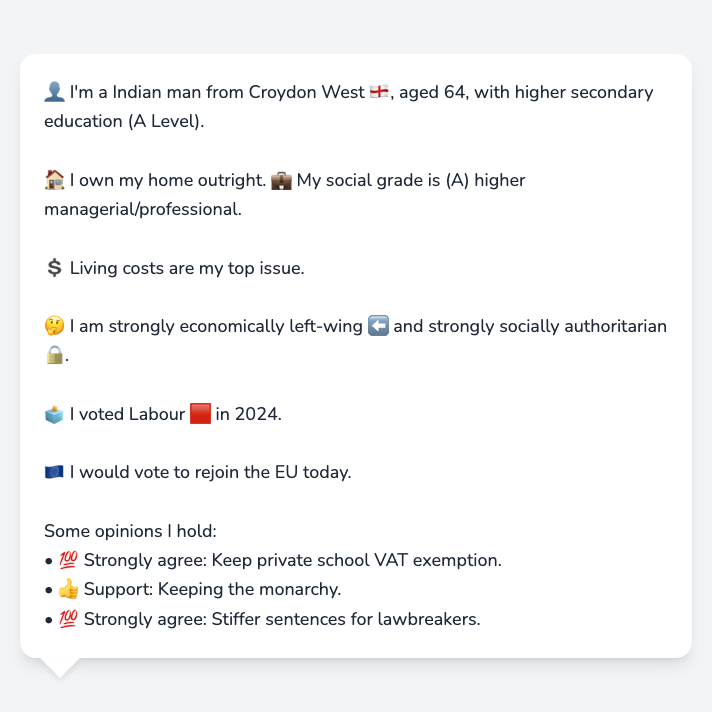 👤 I'm a Indian man from Croydon West 🏴󠁧󠁢󠁥󠁮󠁧󠁿, aged 64, with higher secondary
education (A Level).
🏠 I own my home outright. 💼 My social grade is (A) higher
managerial/professional.
💲 Living costs are my top issue.
🤔 I am strongly economically left-wing ⬅️ and strongly socially authoritarian
🔒.
🗳️ I voted Labour 🟥 in 2024.
🇪🇺 I would vote to rejoin the EU today.
Some opinions I hold:
• 💯 Strongly agree: Keep private school VAT exemption.
• 👍 Support: Keeping the monarchy.
• 💯 Strongly agree: Stiffer sentences for lawbreakers.